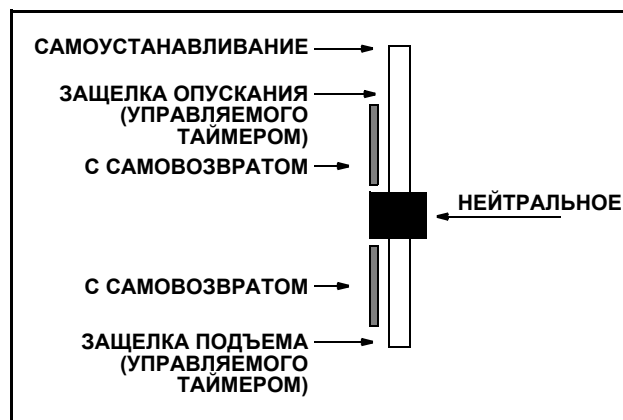 САМОУСТАНАВЛИВАНИЕ
ЗАЩЕЛКА ОПУСКАНИЯ
(УПРАВЛЯЕМОГО
ТАЙМЕРОМ)
С САМОВОЗВРАТОМ
НЕЙТРАЛЬНОЕ
С САМОВОЗВРАТОМ
ЗАЩЕЛКА ПОДЪЕМА
(УПРАВЛЯЕМОГО
ТАЙМЕРОМ)